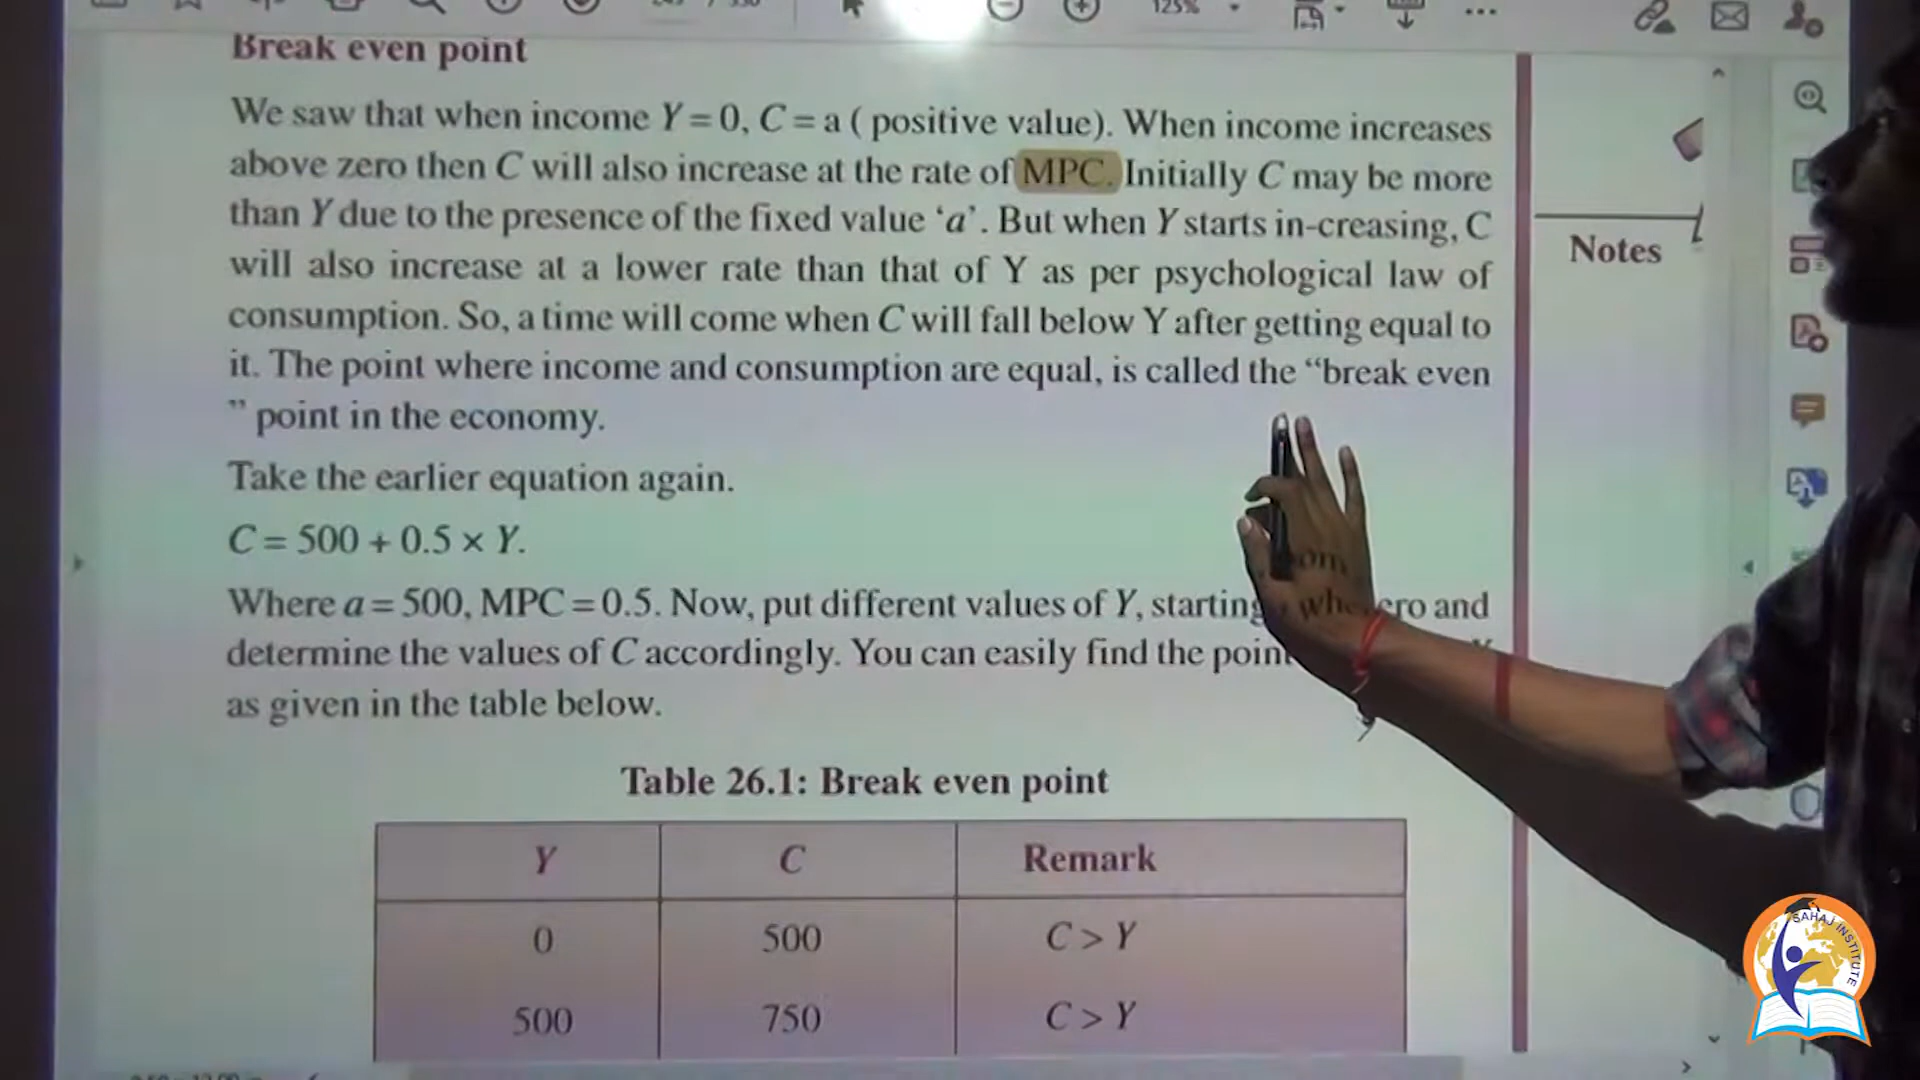 125%
Break even point
We saw that when income Y = 0, C = a ( positive value). When income increases
above zero then C will also increase at the rate of MPC. Initially C may be more
than Y due to the presence of the fixed value ‘a’. But when Y starts in-creasing, C
will also increase at a lower rate than that of Y as per psychological law of
consumption. So, a time will come when C will fall below Y after getting equal to
it. The point where income and consumption are equal, is called the “break even
” point in the economy.
Notes
Take the earlier equation again.
C = 500 + 0.5 × Y.
Where a = 500, MPC = 0.5. Now, put different values of Y, starting ero and
determine the values of C accordingly. You can easily find the point
as given in the table below.
Table 26.1: Break even point
Y C Remark
0 500 C > Y
500 750 C > Y
SAHAJ INSTITUTE